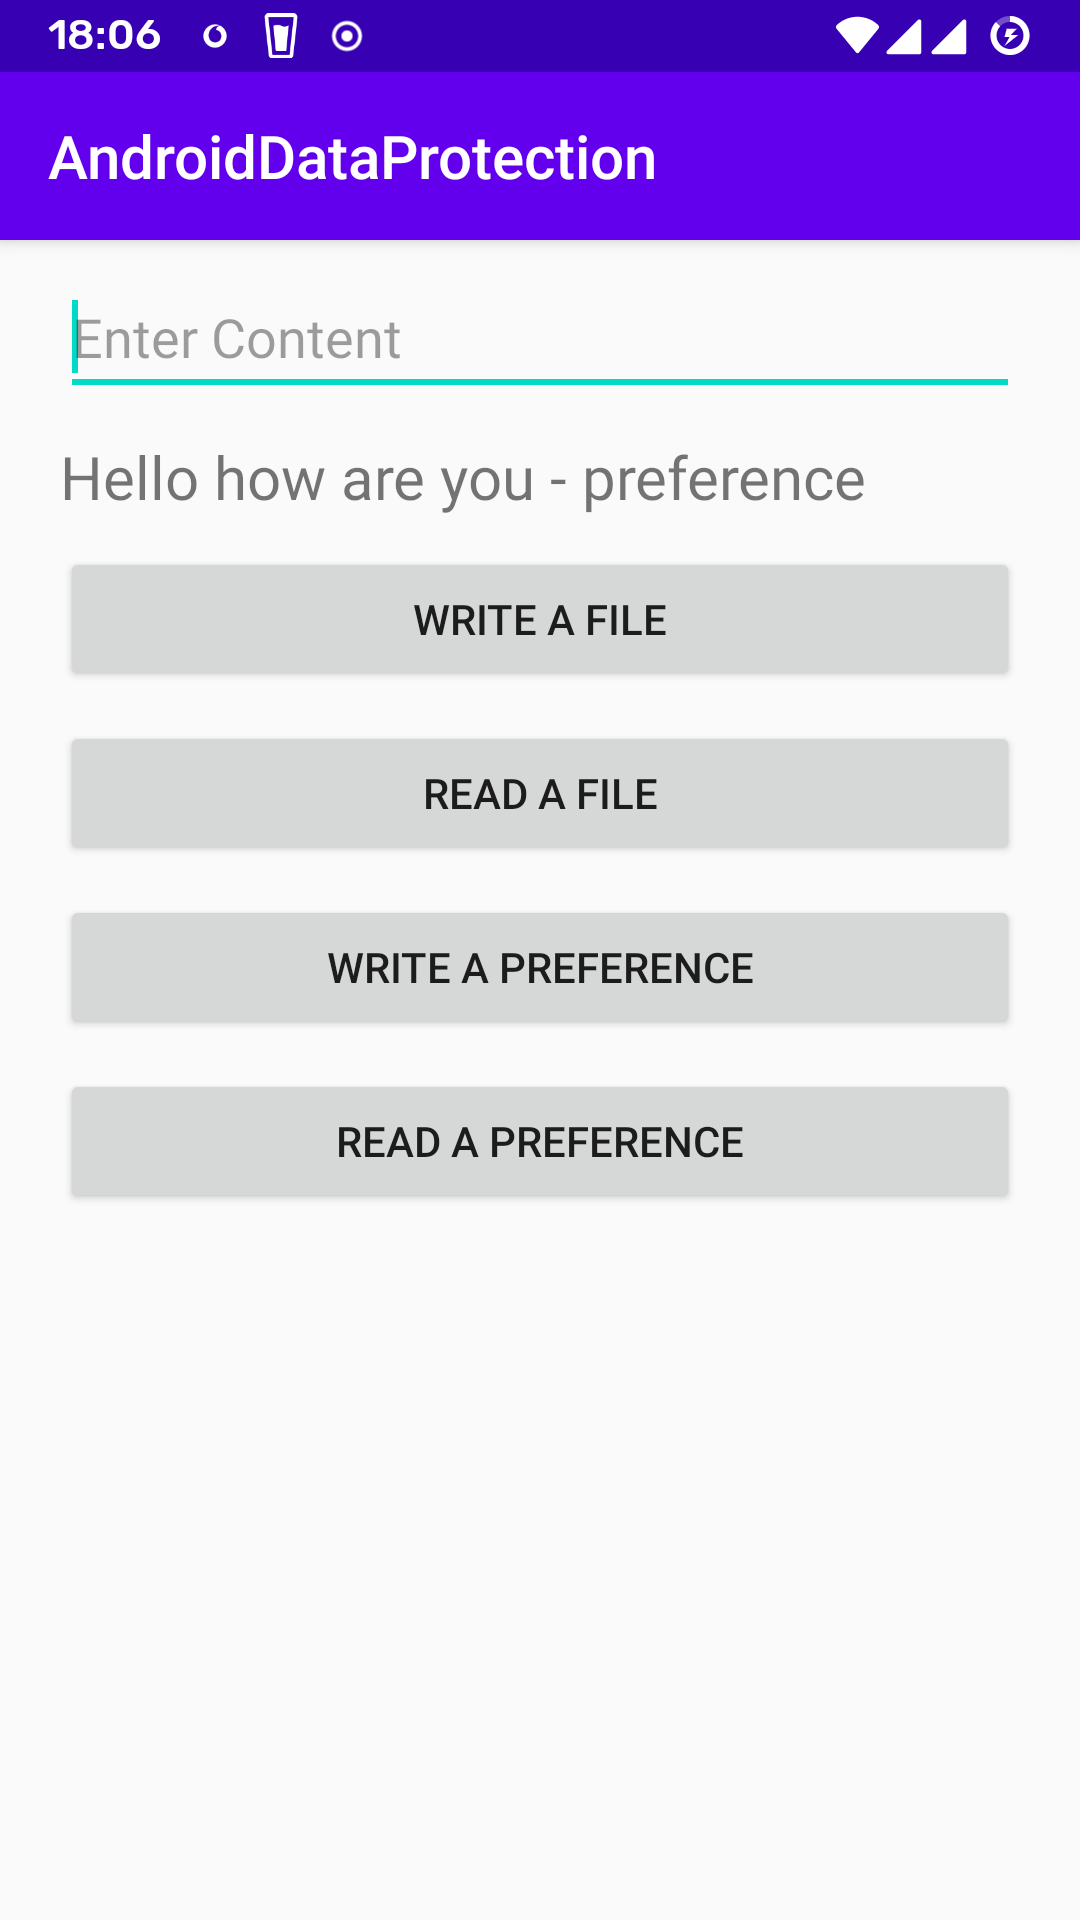 18:06
AndroidDataProtection
Enter Content
Hello how are you - preference
WRITE A FILE
READ A FILE
WRITE A PREFERENCE
READ A PREFERENCE